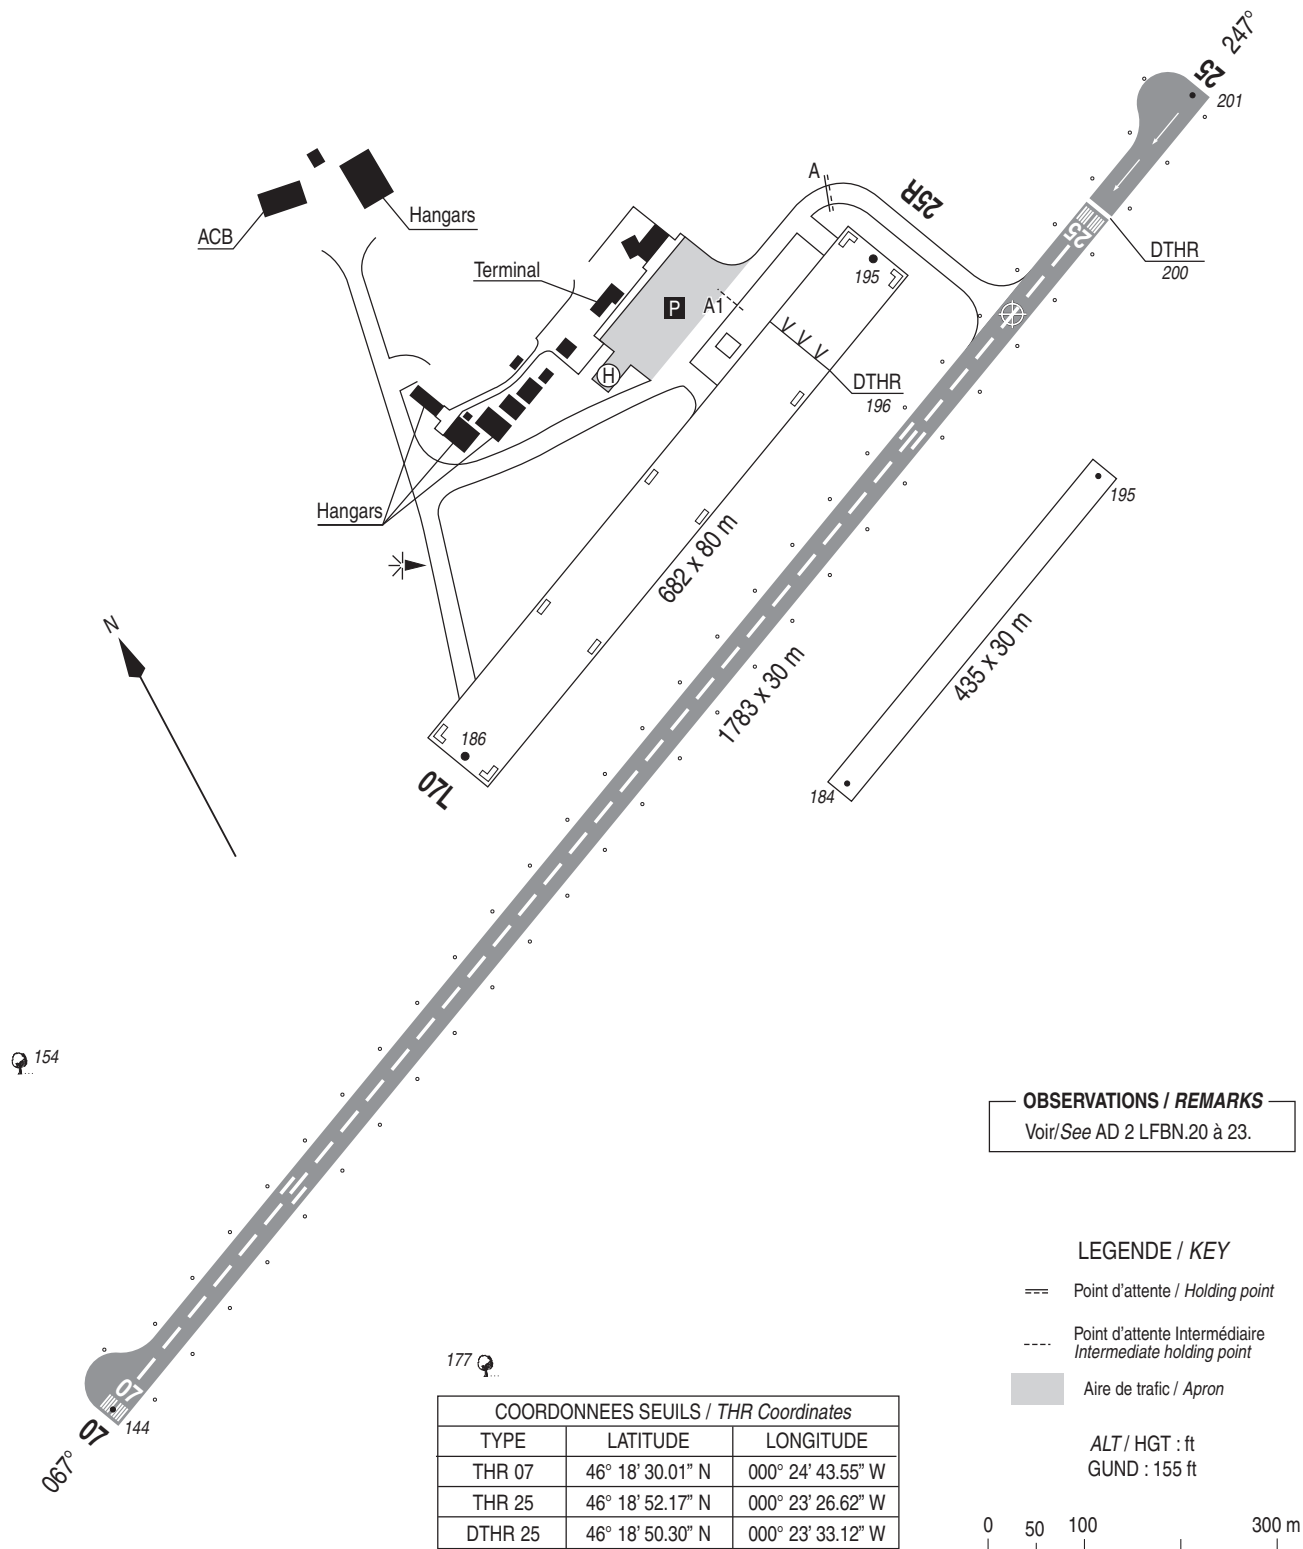 247°
25
201
A
25R
Hangars
ACB
DTHR
200
Terminal
195
P
A1
25
H
DTHR
196
Hangars
195
682 x 80 m
N
435 x 30 m
1783 x 30 m
186
07L
184
154
OBSERVATIONS / REMARKS
Voir/See AD 2 LFBN.20 à 23.
LEGENDE / KEY
Point d'attente / Holding point
Point d'attente Intermédiaire
Intermediate holding point
Aire de trafic / Apron
177
07
144
07
067°
COORDONNEES SEUILS / THR Coordinates
TYPE LATITUDE LONGITUDE
THR 07 46° 18’ 30.01” N 000° 24’ 43.55” W
THR 25 46° 18’ 52.17” N 000° 23’ 26.62” W
DTHR 25 46° 18’ 50.30” N 000° 23’ 33.12” W
ALT / HGT : ft
GUND : 155 ft
0 50 100 300 m